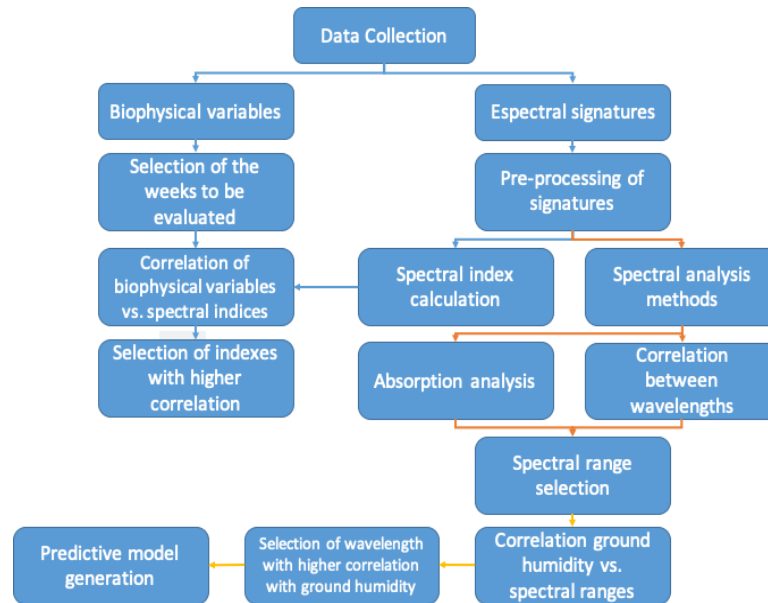 Data Collection
Biophysical variables
Espectral signatures
Selection of the
weeks to be
evaluated
Pre-processing of
signatures
Correlation of
biophysical variables
vs. spectral indices
Spectral index
calculation
Spectral analysis
methods
Selection of indexes
with higher
correlation
Absorption analysis
Correlation
between
wavelengths
Spectral range
selection
Predictive model
generation
Selection of wavelength
with higher correlation
with ground humidity
Correlation ground
humidity vs.
spectral ranges